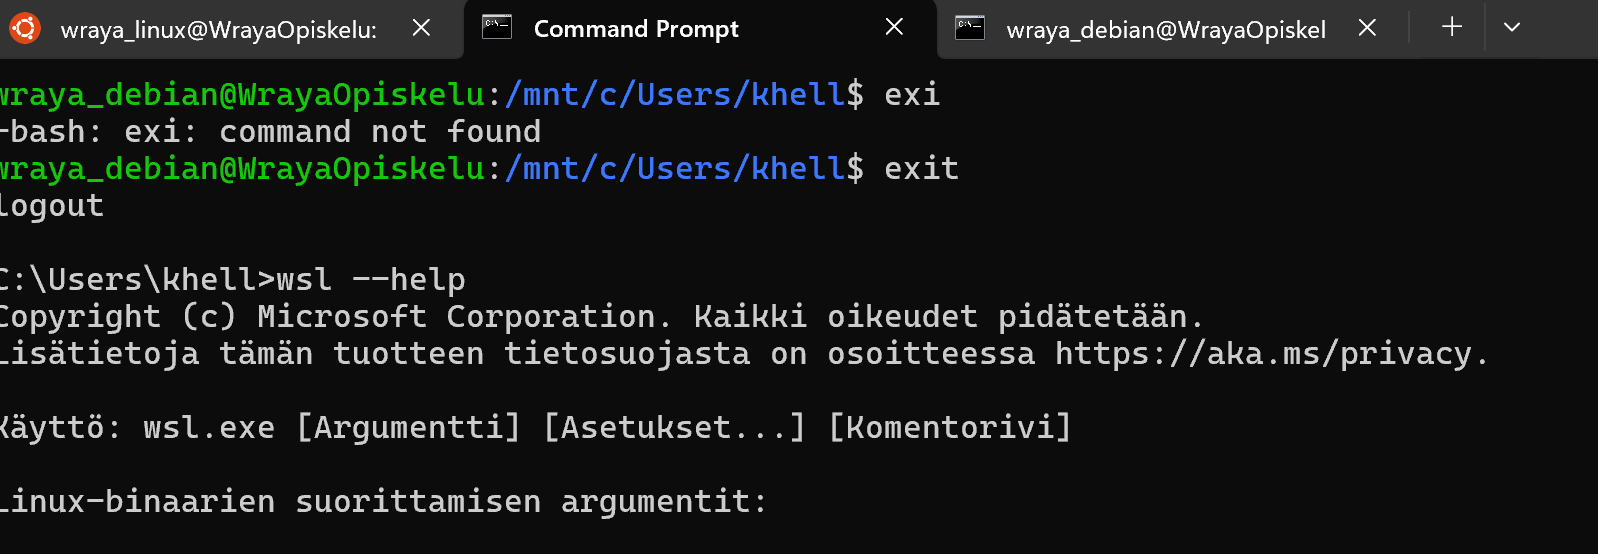 wraya_linux@WrayaOpiskelu: Command Prompt wraya_debian@WrayaOpiskel
wraya_debian@WrayaOpiskelu:/mnt/c/Users/khell$ exi
-bash: exi: command not found
wraya_debian@WrayaOpiskelu:/mnt/c/Users/khell$ exit
logout
C:\Users\khell>wsl --help
Copyright (c) Microsoft Corporation. Kaikki oikeudet pidätetään.
Lisätietoja tämän tuotteen tietosuojasta on osoitteessa https://aka.ms/privacy.
Käyttö: wsl.exe [Argumentti] [Asetukset...] [Komentorivi]
Linux-binaarien suorittamisen argumentit: